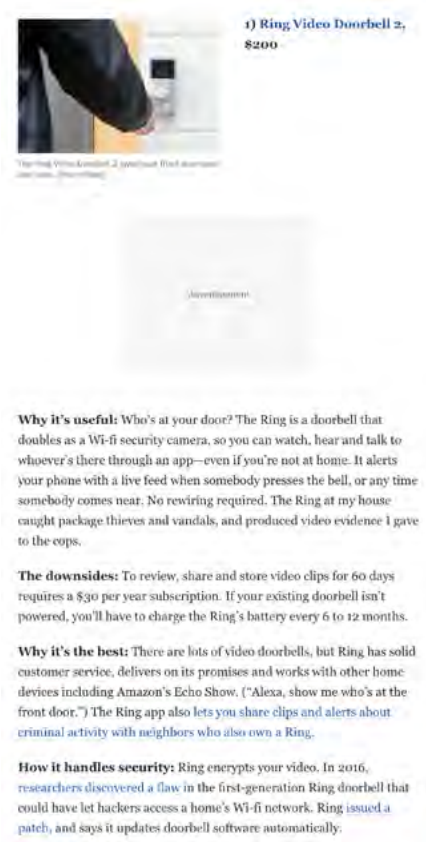 1) Ring Video Doorbell 2,
$200
Advertisement
Why it's useful: Who's at your door? The Ring is a doorbell that
doubles as a Wi-fi security camera, so you can watch, hear and talk to
whoever's there through an app—even if you're not at home. It alerts
your phone with a live feed when somebody presses the bell, or any time
somebody comes near. No rewiring required. The Ring at my house
caught package thieves and vandals, and produced video evidence I gave
to the cops.
The downsides: To review, share and store video clips for 60 days
requires a $30 per year subscription. If your existing doorbell isn't
powered, you'll have to charge the Ring's battery every 6 to 12 months.
Why it's the best: There are lots of video doorbells, but Ring has solid
customer service, delivers on its promises and works with other home
devices including Amazon's Echo Show. ("Alexa, show me who's at the
front door.") The Ring app also lets you share clips and alerts about
criminal activity with neighbors who also own a Ring.
How it handles security: Ring encrypts your video. In 2016,
researchers discovered a flaw in the first-generation Ring doorbell that
could have let hackers access a home's Wi-fi network. Ring issued a
patch, and says it updates doorbell software automatically.